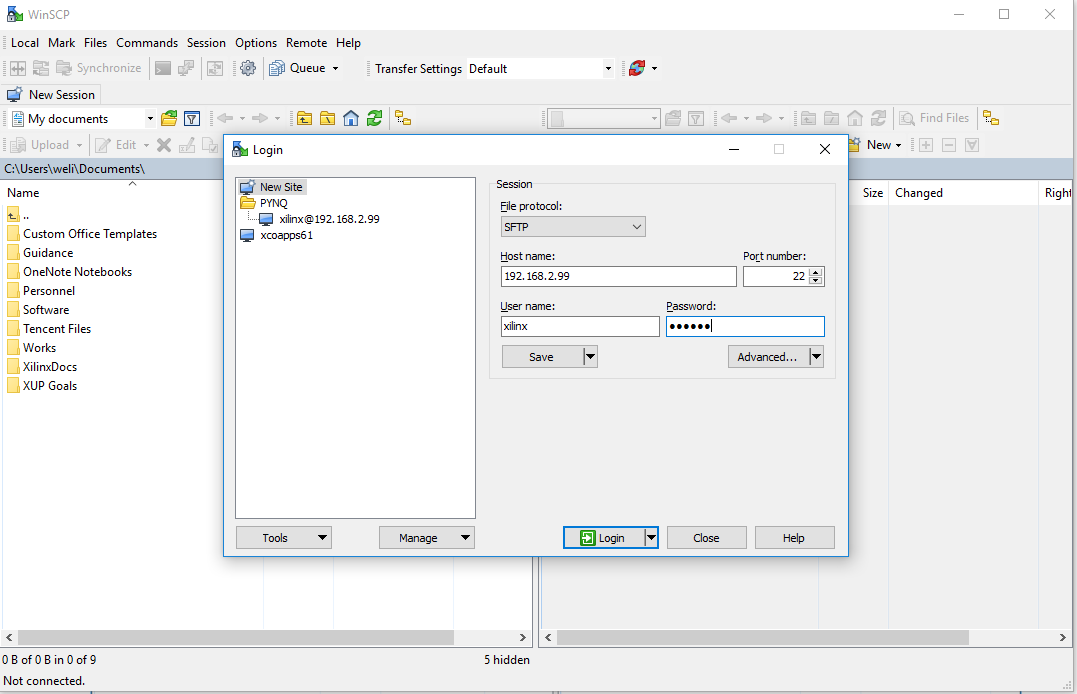 WinSCP
Local Mark Files Commands Session Options Remote Help
Synchronize Queue Transfer Settings Default
New Session
My documents Find Files
Upload Edit New
C:\Users\weli\Documents\
Name Size Changed Right
..
Custom Office Templates
Guidance
OneNote Notebooks
Personnel
Software
Tencent Files
Works
XilinxDocs
XUP Goals
Login
New Site
PYNQ
xilinx@192.168.2.99
xcoapps61
Session
File protocol:
SFTP
Host name: Port number:
192.168.2.99 22
User name: Password:
xilinx ●●●●●●
Save Advanced...
Tools Manage Login Close Help
0 B of 0 B in 0 of 9 5 hidden
Not connected.